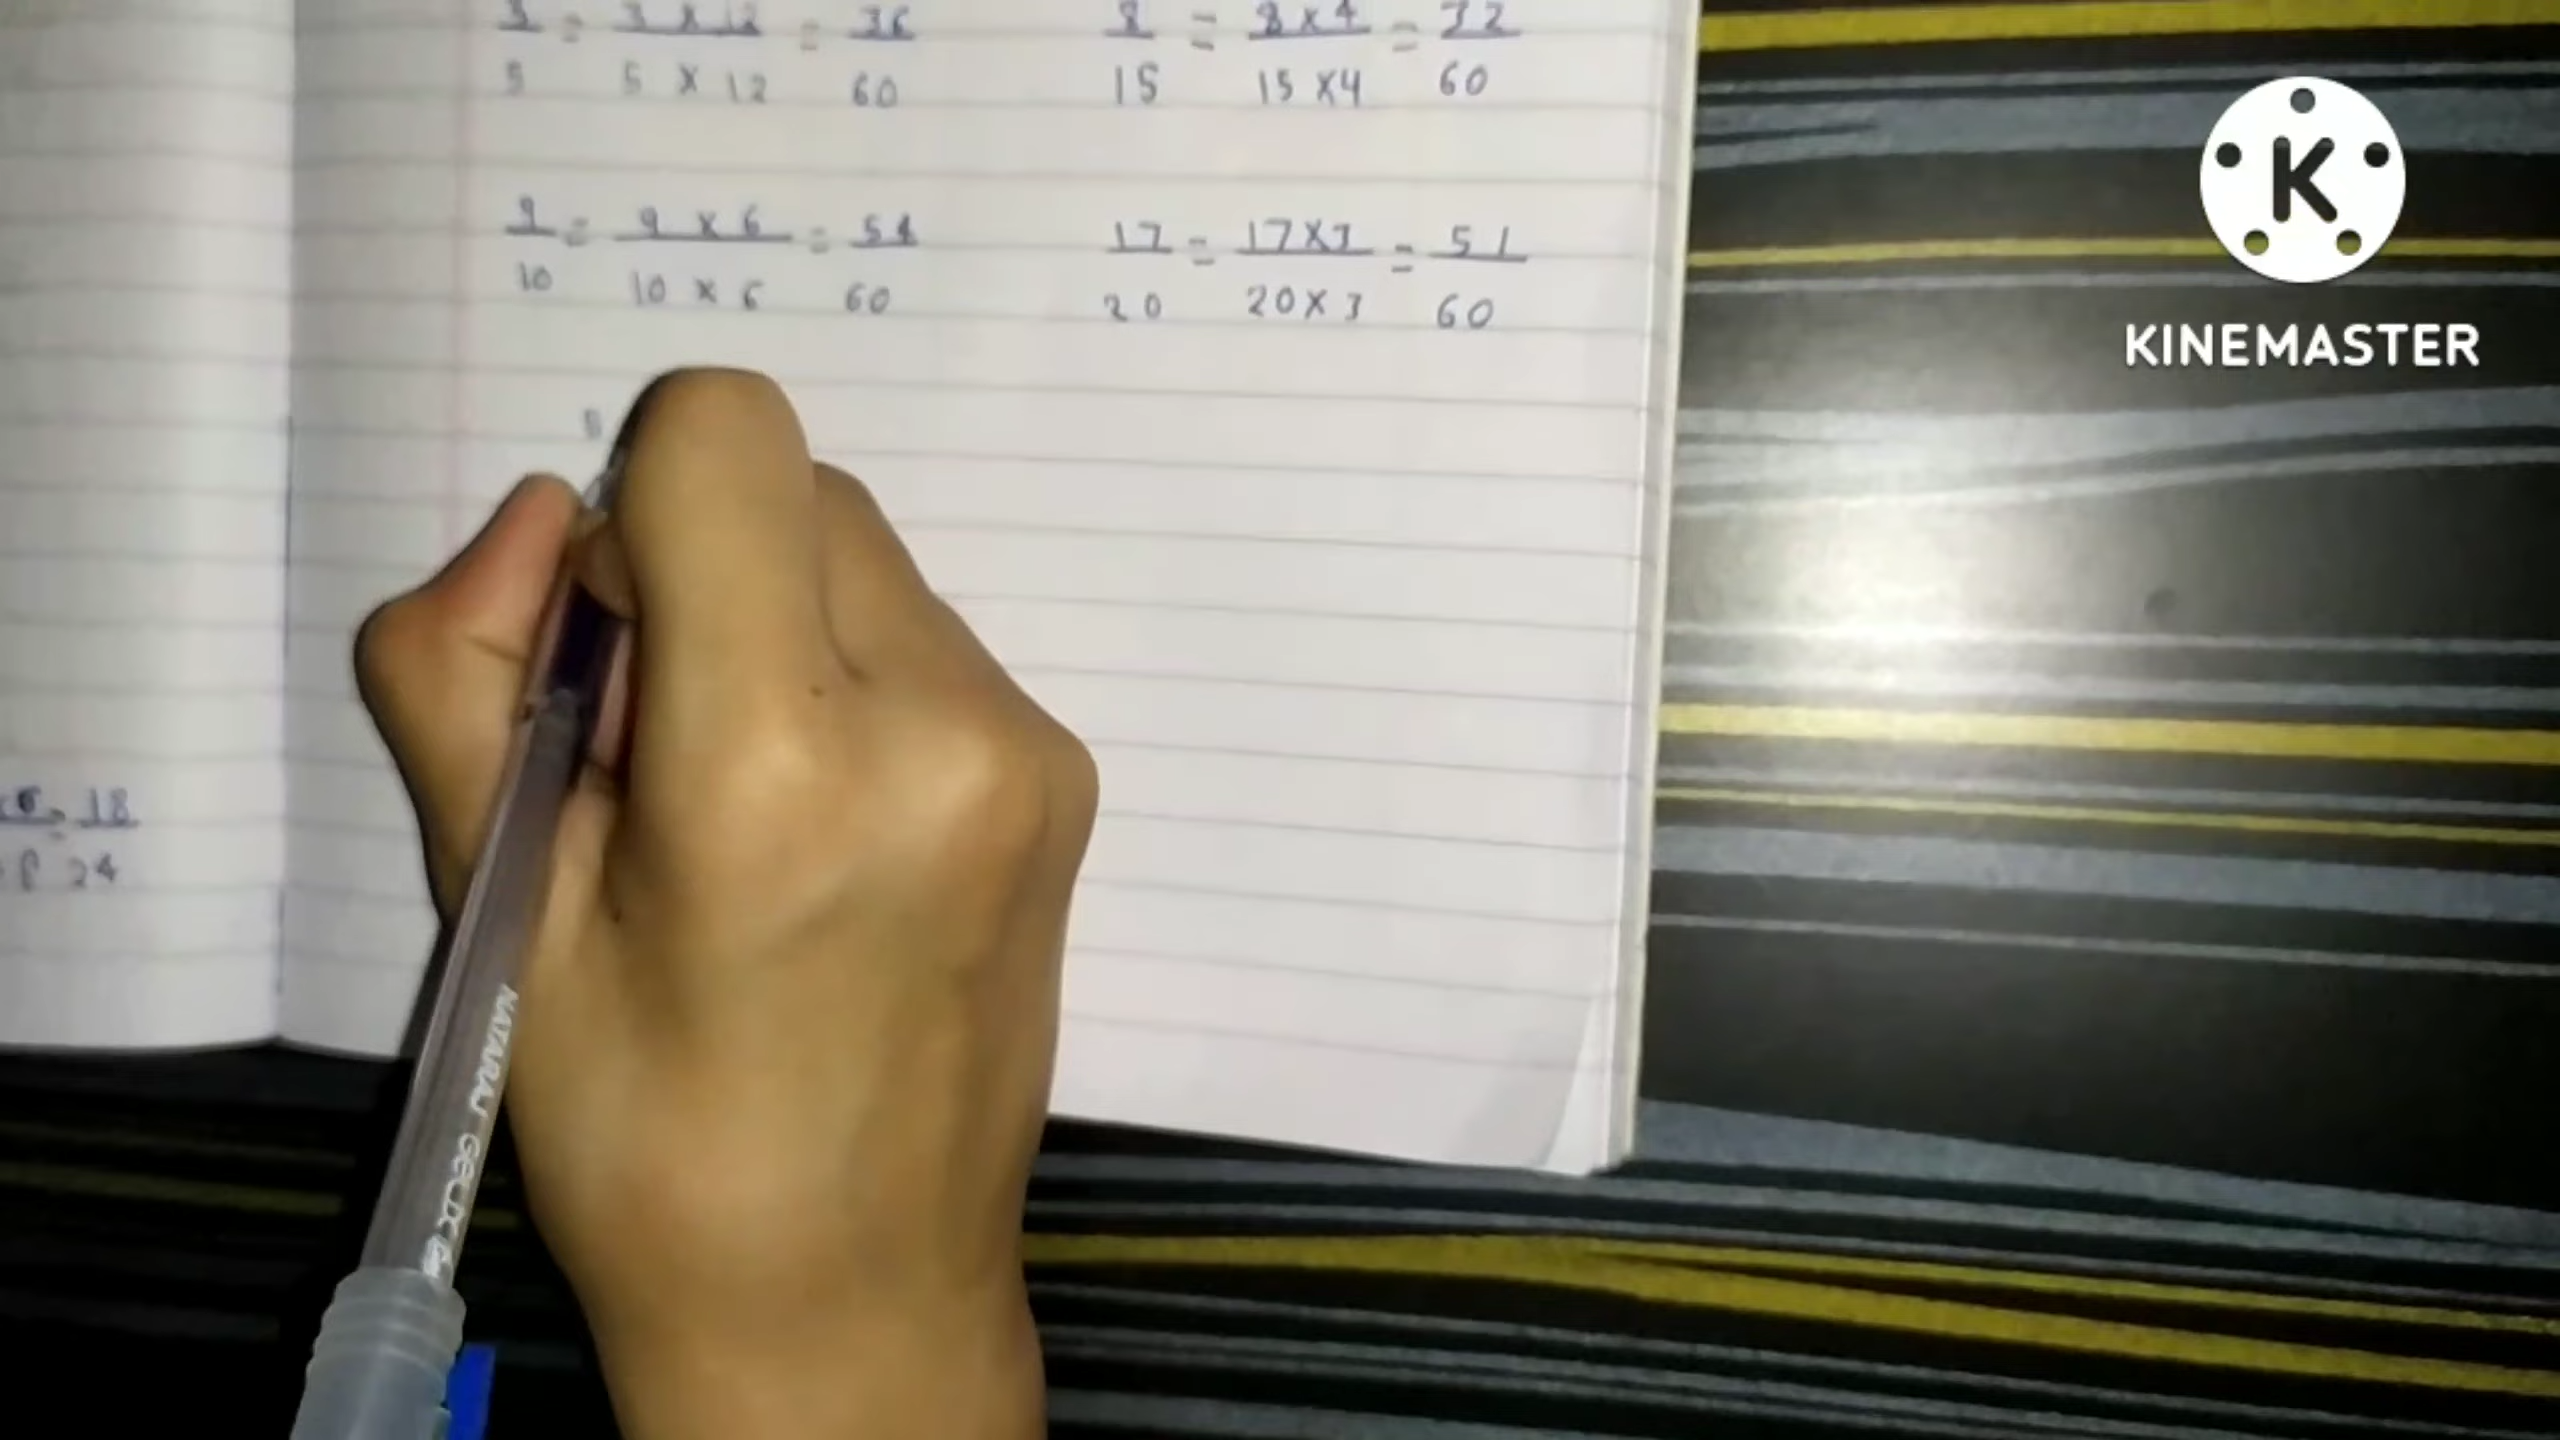 3/5 = 3 x 12 / 5 x 12 = 36/60
8/15 = 8 x 4 / 15 x 4 = 32/60
9/10 = 9 x 6 / 10 x 6 = 54/60
17/20 = 17 x 3 / 20 x 3 = 51/60
= 18/24
NATARAJ GELIX
K
KINEMASTER